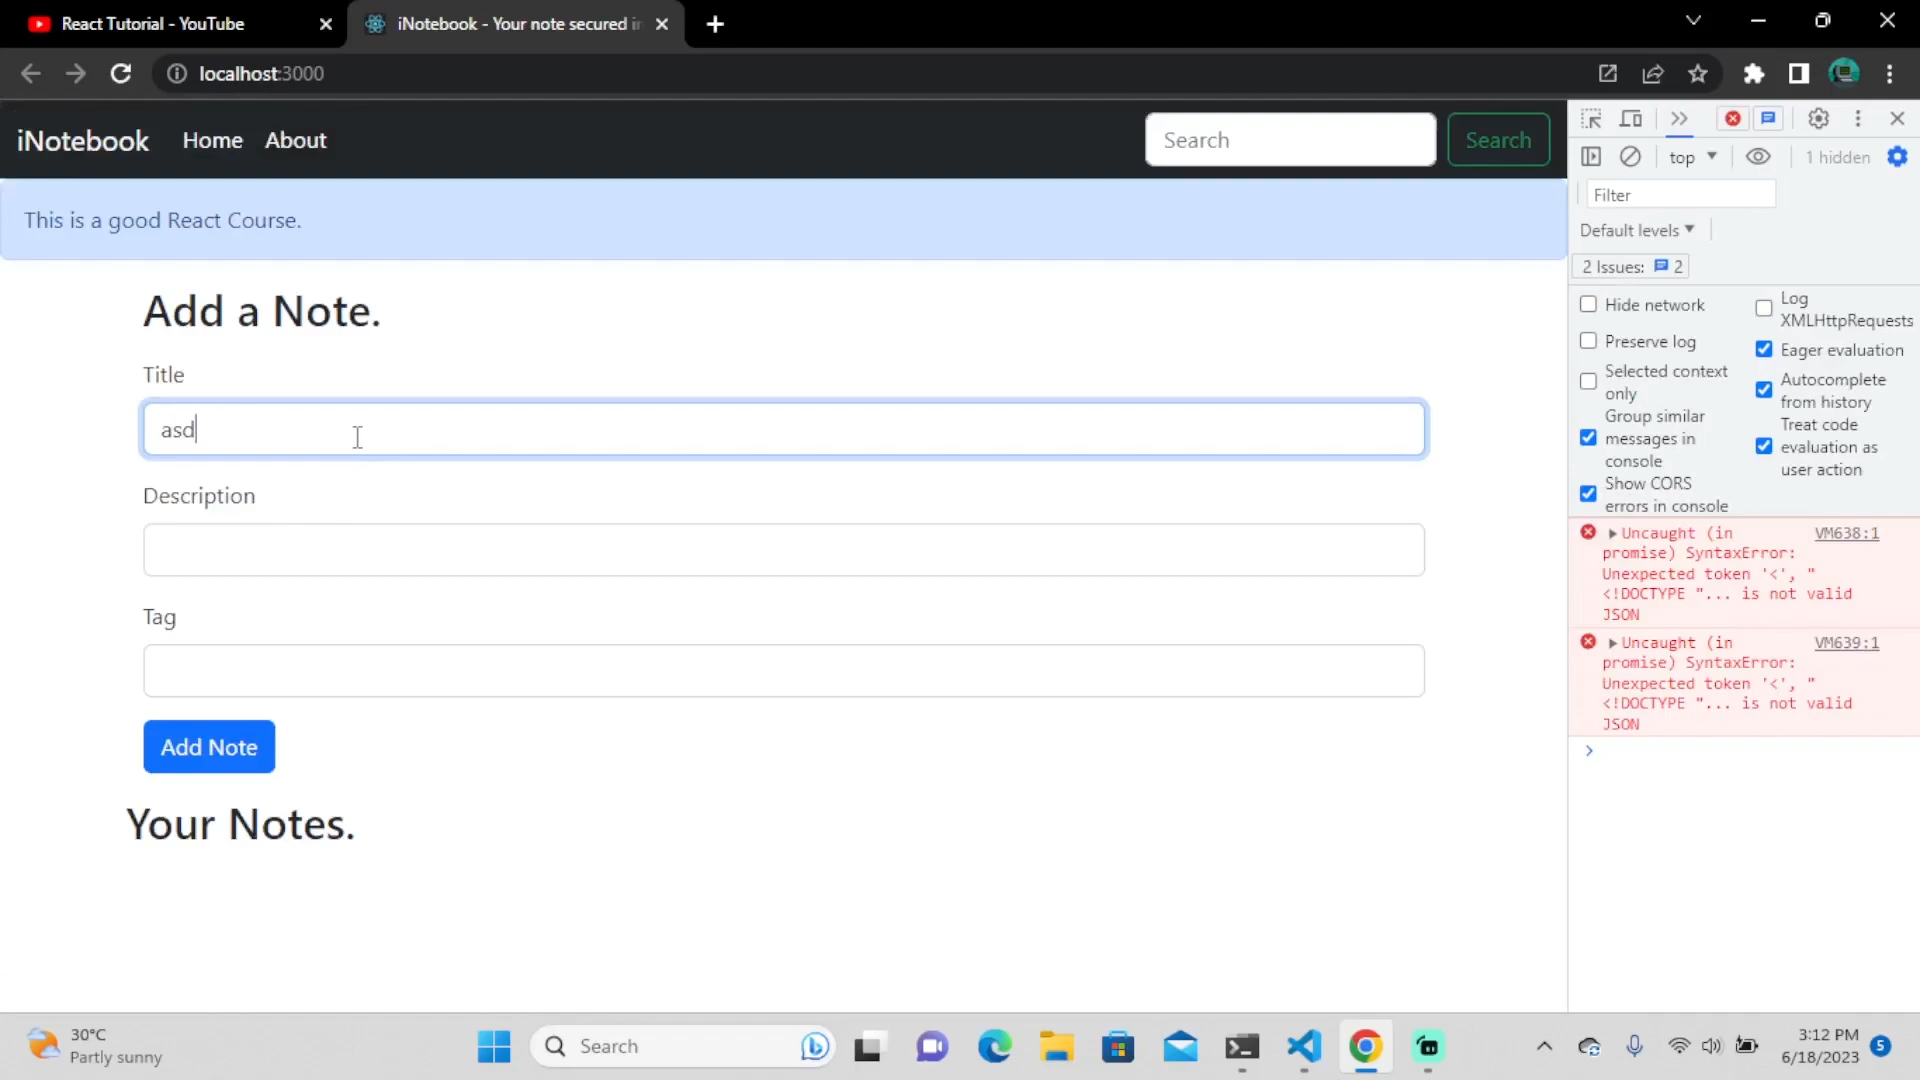 React Tutorial - YouTube
iNotebook - Your note secured in
localhost:3000
iNotebook Home About Search Search
This is a good React Course.
Add a Note.
Title
asd
Description
Tag
Add Note
Your Notes.
top 1 hidden
Filter
Default levels
2 Issues: 2
Hide network
Log
XMLHttpRequests
Preserve log
Eager evaluation
Selected context
only
Autocomplete
from history
Group similar
messages in
console
Treat code
evaluation as
user action
Show CORS
errors in console
Uncaught (in VM638:1
promise) SyntaxError:
Unexpected token '<', "
<!DOCTYPE "... is not valid
JSON
Uncaught (in VM639:1
promise) SyntaxError:
Unexpected token '<', "
<!DOCTYPE "... is not valid
JSON
30°C
Partly sunny
Search
3:12 PM
6/18/2023
5